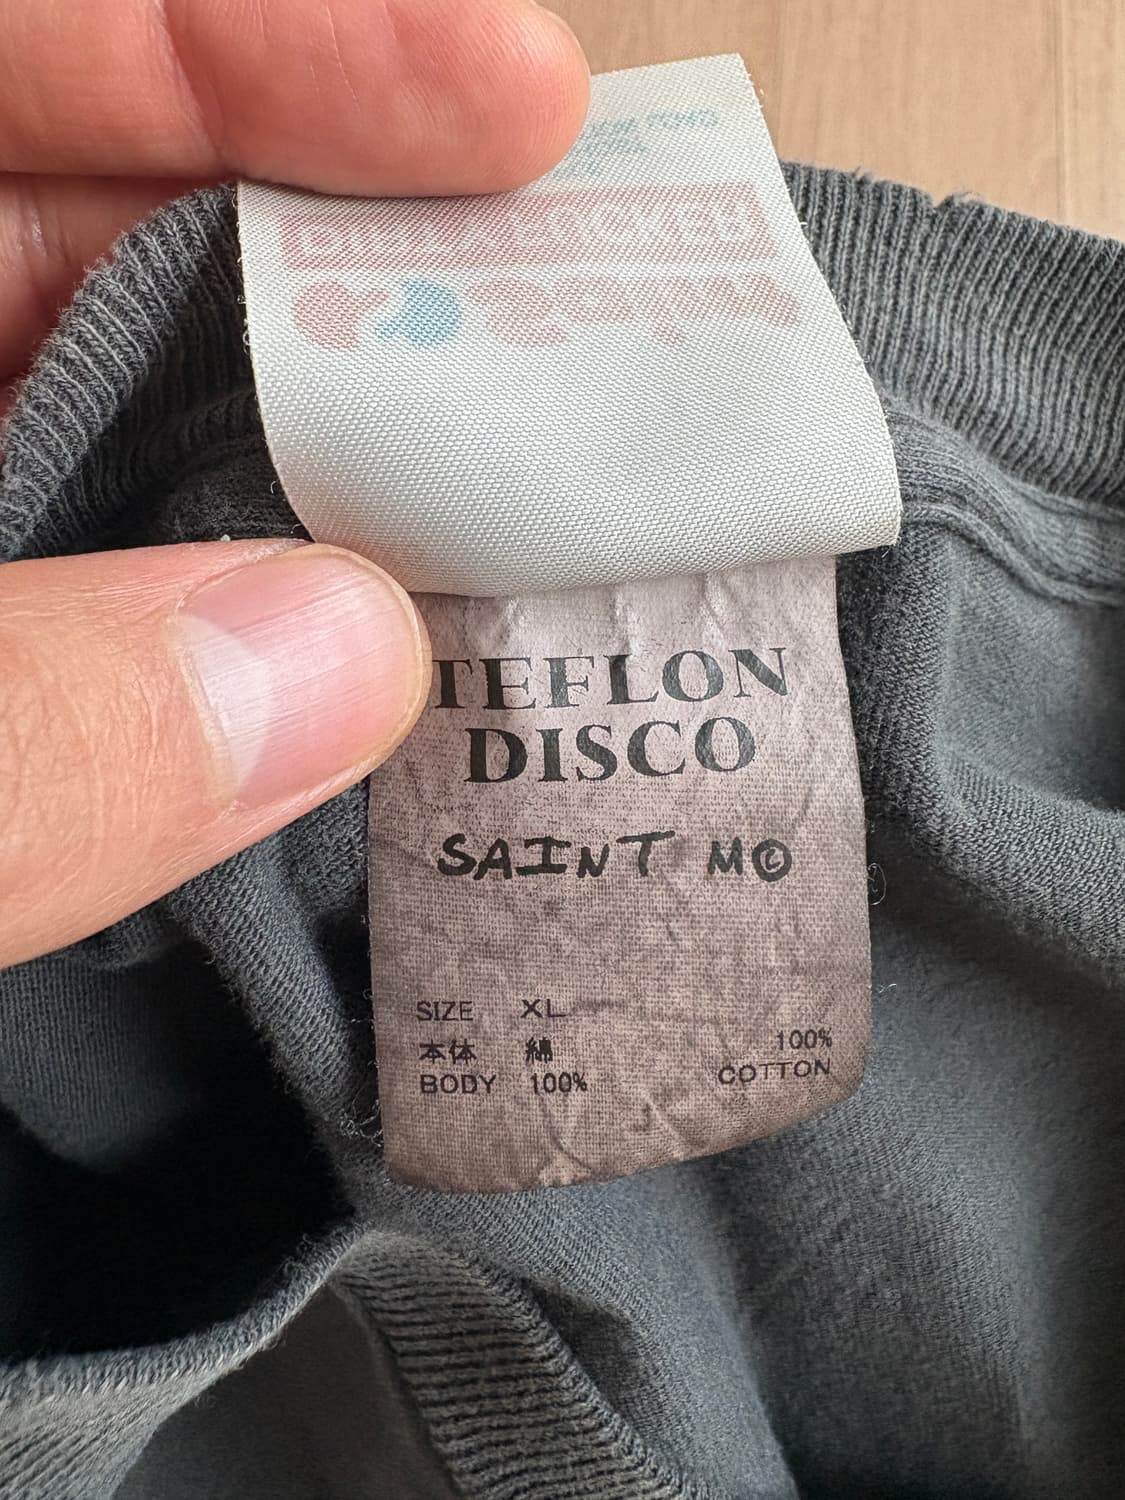 TEFLON
DISCO
SAINT M©
SIZE XL
本体 綿
BODY 100%
100%
COTTON